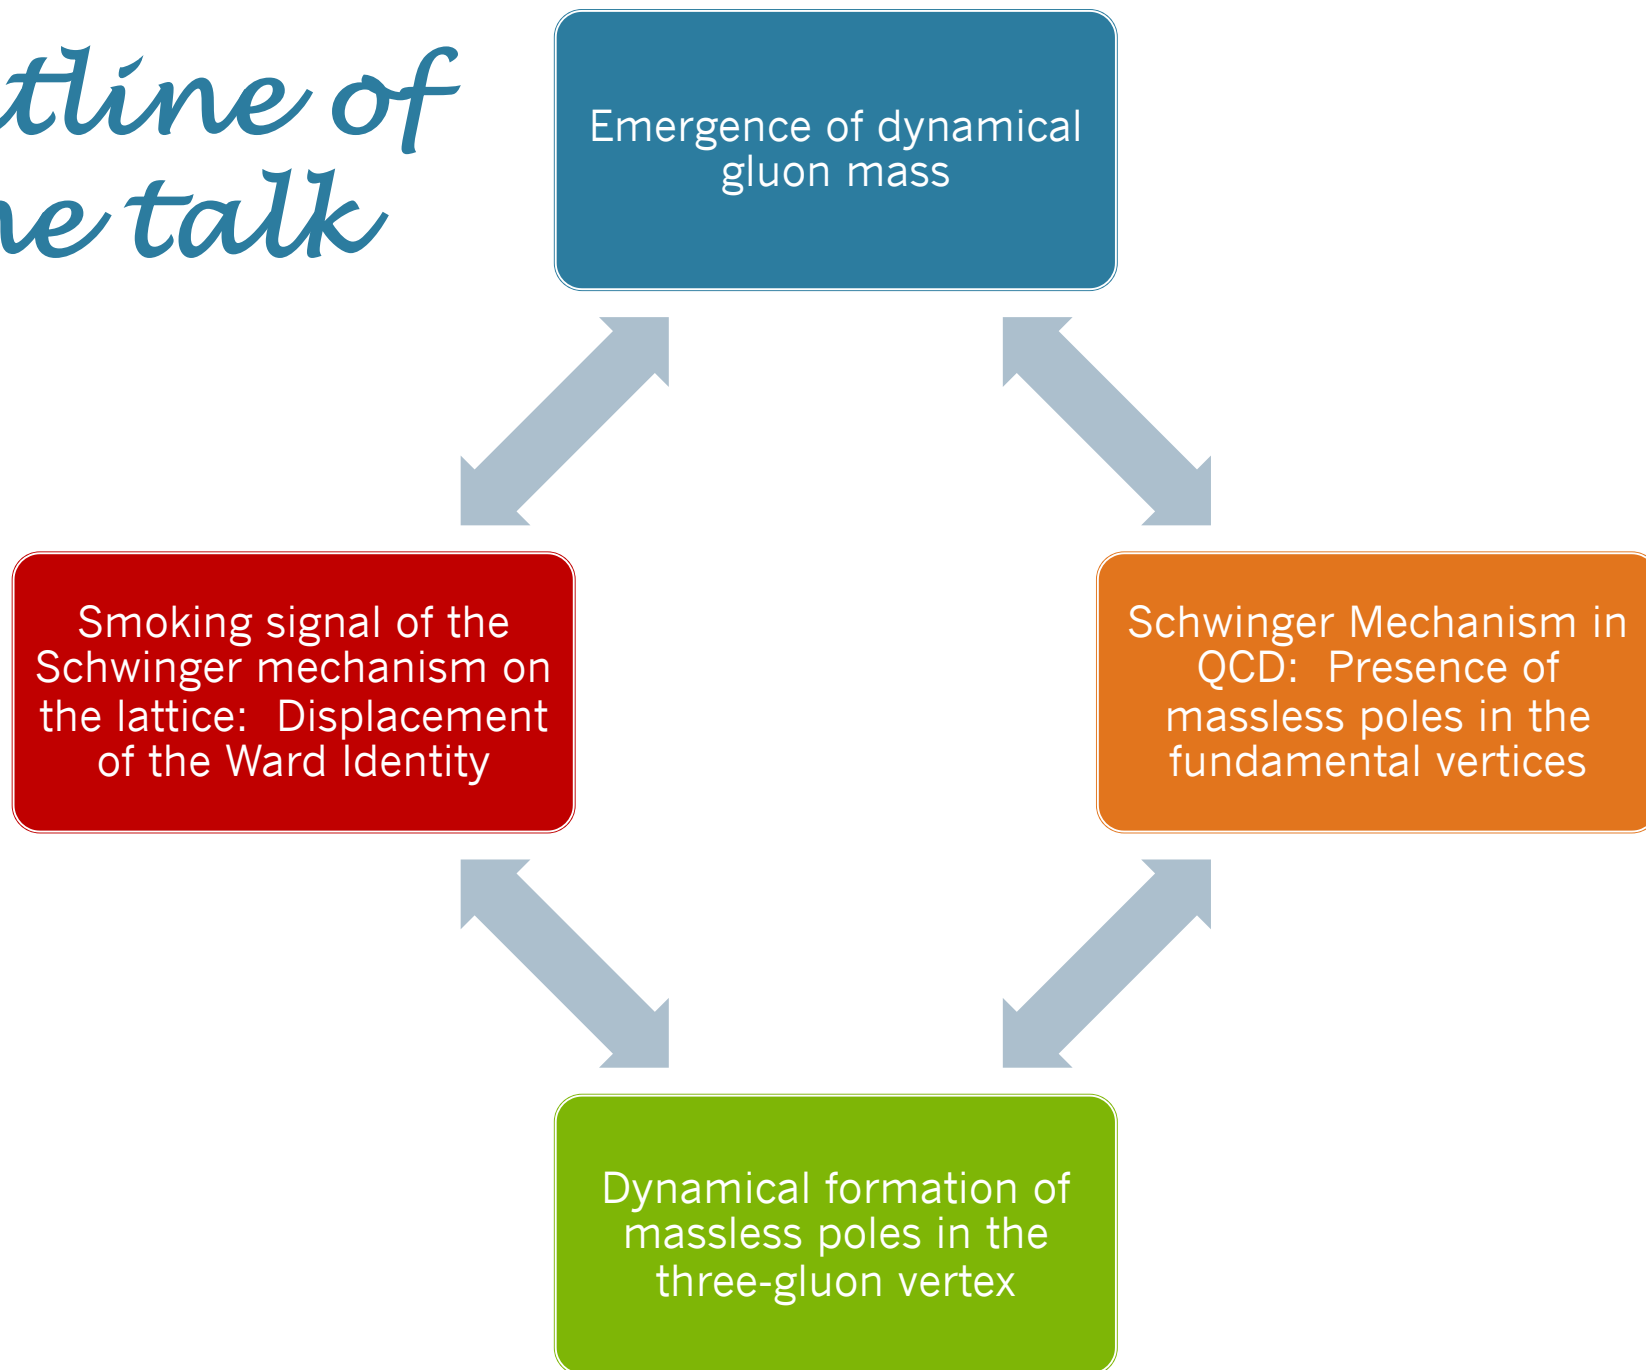 tline of
e talk
Emergence of dynamical
gluon mass
Smoking signal of the
Schwinger mechanism on
the lattice: Displacement
of the Ward Identity
Schwinger Mechanism in
QCD: Presence of
massless poles in the
fundamental vertices
Dynamical formation of
massless poles in the
three-gluon vertex